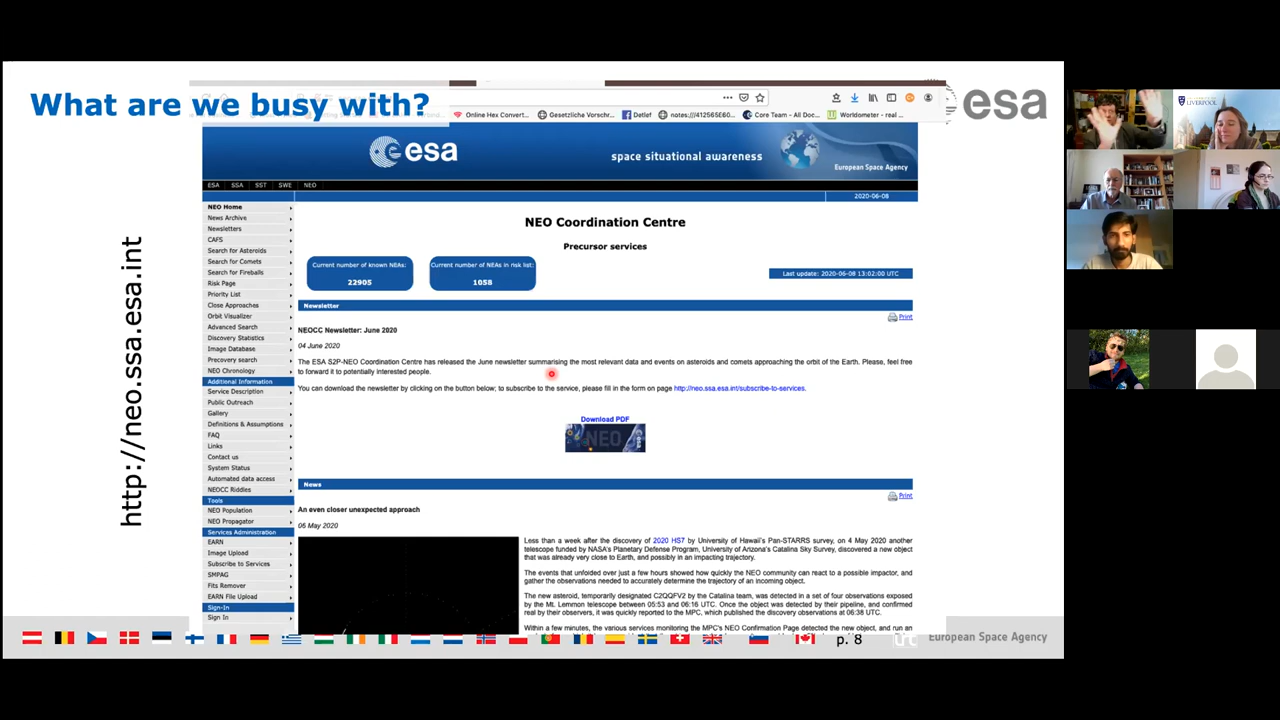 What are we busy with?
esa
Online Hex Convert...
Gesetzliche Vorschr...
Detlef
notes:///412565E60...
Core Team - All Doc...
Worldometer - real ...
esa
space situational awareness
European Space Agency
ESA SSA SST SWE NEO
2020-06-08
NEO Home
News Archive
Newsletters
CAFS
Search for Asteroids
Search for Comets
Search for Fireballs
Risk Page
Priority List
Close Approaches
Orbit Visualizer
Advanced Search
Discovery Statistics
Image Database
Precovery search
NEO Chronology
Additional Information
Service Description
Public Outreach
Gallery
Definitions & Assumptions
FAQ
Links
Contact us
System Status
Automated data access
NEOCC Riddles
Tools
NEO Population
NEO Propagator
Services Administration
EARN
Image Upload
Subscribe to Services
SMPAG
Fits Remover
EARN File Upload
Sign-In
Sign In
NEO Coordination Centre
Precursor services
Current number of known NEAs:
22905
Current number of NEAs in risk list:
1058
Last update: 2020-06-08 13:02:00 UTC
Newsletter
Print
NEOCC Newsletter: June 2020
04 June 2020
The ESA S2P-NEO Coordination Centre has released the June newsletter summarising the most relevant data and events on asteroids and comets approaching the orbit of the Earth. Please, feel free
to forward it to potentially interested people.
You can download the newsletter by clicking on the button below; to subscribe to the service, please fill in the form on page http://neo.ssa.esa.int/subscribe-to-services.
Download PDF
NEO
News
Print
An even closer unexpected approach
06 May 2020
Less than a week after the discovery of 2020 HS7 by University of Hawaii's Pan-STARRS survey, on 4 May 2020 another
telescope funded by NASA's Planetary Defense Program, University of Arizona's Catalina Sky Survey, discovered a new object
that was already very close to Earth, and possibly in an impacting trajectory.
The events that unfolded over just a few hours showed how quickly the NEO community can react to a possible impactor, and
gather the observations needed to accurately determine the trajectory of an incoming object.
The new asteroid, temporarily designated C2QQFV2 by the Catalina team, was detected in a set of four observations exposed
by the Mt. Lemmon telescope between 05:53 and 06:16 UTC. Once the object was detected by their pipeline, and confirmed
real by their observers, it was quickly reported to the MPC, which published the discovery observations at 06:38 UTC.
Within a few minutes, the various services monitoring the MPC's NEO Confirmation Page detected the new object, and run an
http://neo.ssa.esa.int
p. 8
European Space Agency
LIVERPOOL